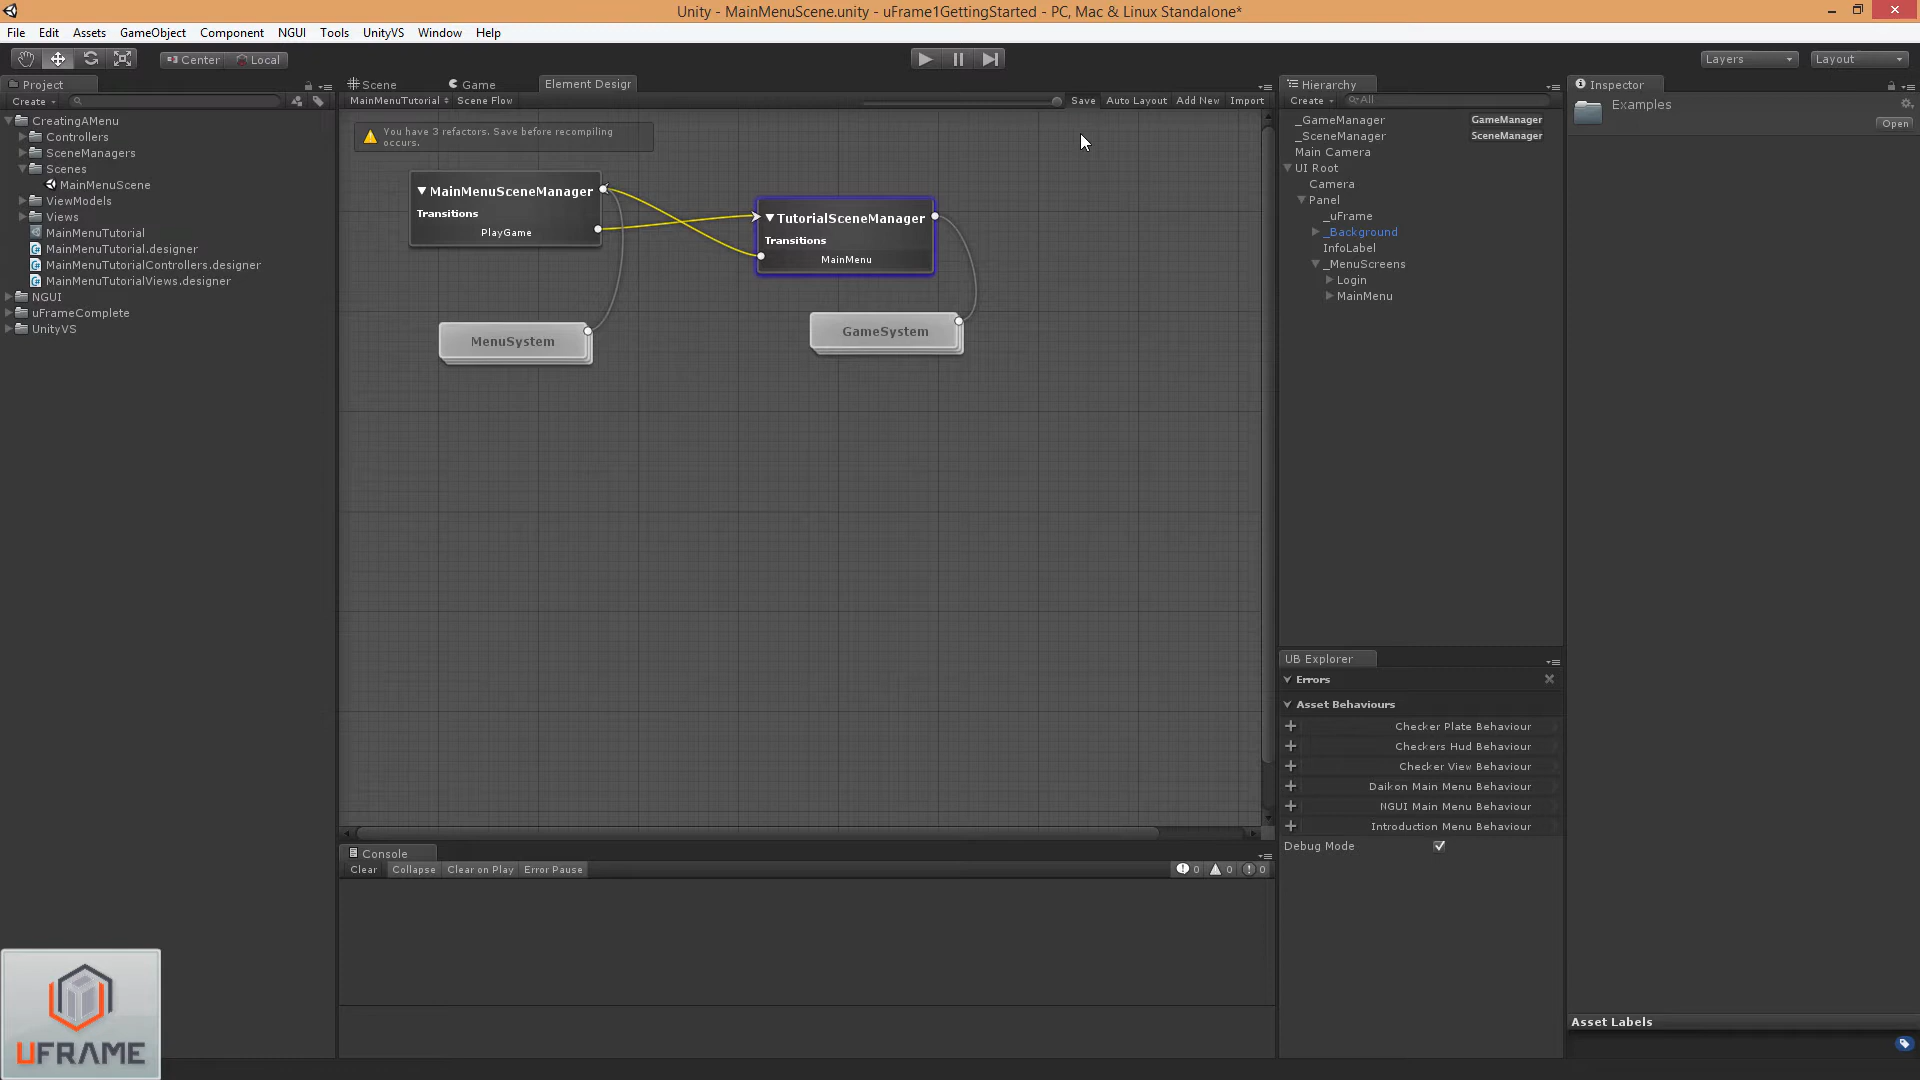 Unity - MainMenuScene.unity - uFrame1GettingStarted - PC, Mac & Linux Standalone*
File Edit Assets GameObject Component NGUI Tools UnityVS Window Help
Center Local
Layers
Layout
Project
Create
CreatingAMenu
Controllers
SceneManagers
Scenes
MainMenuScene
ViewModels
Views
MainMenuTutorial
MainMenuTutorial.designer
MainMenuTutorialControllers.designer
MainMenuTutorialViews.designer
NGUI
uFrameComplete
UnityVS
UFRAME
Scene Game Element Desigr
MainMenuTutorial Scene Flow Save Auto Layout Add New Import
You have 3 refactors. Save before recompiling
occurs.
MainMenuSceneManager
Transitions
PlayGame
TutorialSceneManager
Transitions
MainMenu
MenuSystem
GameSystem
Console
Clear Collapse Clear on Play Error Pause 0 0 0
Hierarchy
Create All
_GameManager GameManager
_SceneManager SceneManager
Main Camera
UI Root
Camera
Panel
_uFrame
_Background
InfoLabel
_MenuScreens
Login
MainMenu
UB Explorer
Errors
Asset Behaviours
Checker Plate Behaviour
Checkers Hud Behaviour
Checker View Behaviour
Daikon Main Menu Behaviour
NGUI Main Menu Behaviour
Introduction Menu Behaviour
Debug Mode
Inspector
Examples
Open
Asset Labels